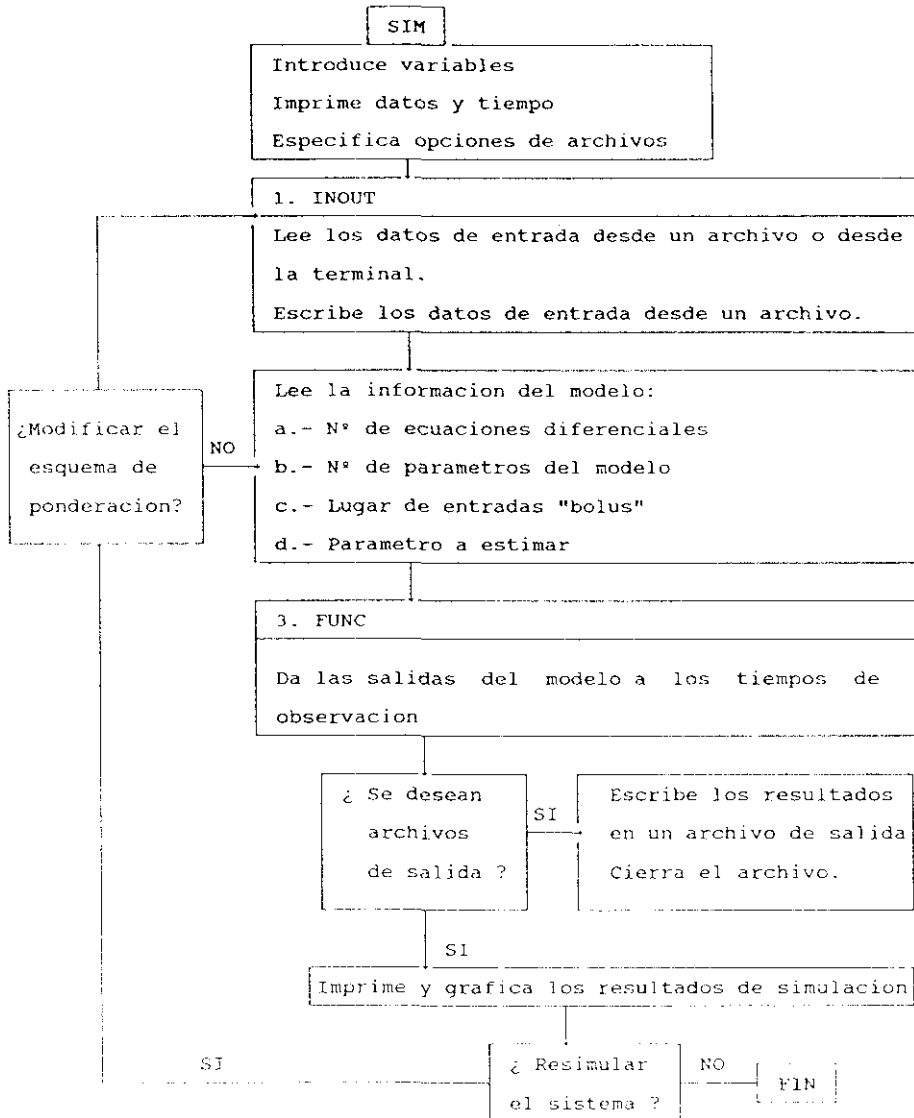 SIM
Introduce variables
Imprime datos y tiempo
Especifica opciones de archivos
1. INOUT
Lee los datos de entrada desde un archivo o desde
la terminal.
Escribe los datos de entrada desde un archivo.
¿Modificar el
esquema de
ponderacion?
NO
Lee la informacion del modelo:
a.- Nº de ecuaciones diferenciales
b.- Nº de parametros del modelo
c.- Lugar de entradas "bolus"
d.- Parametro a estimar
3. FUNC
Da las salidas del modelo a los tiempos de
observacion
¿ Se desean
archivos
de salida ?
SI
Escribe los resultados
en un archivo de salida
Cierra el archivo.
SI
Imprime y grafica los resultados de simulacion
SI
¿ Resimular
el sistema ?
NO
FIN